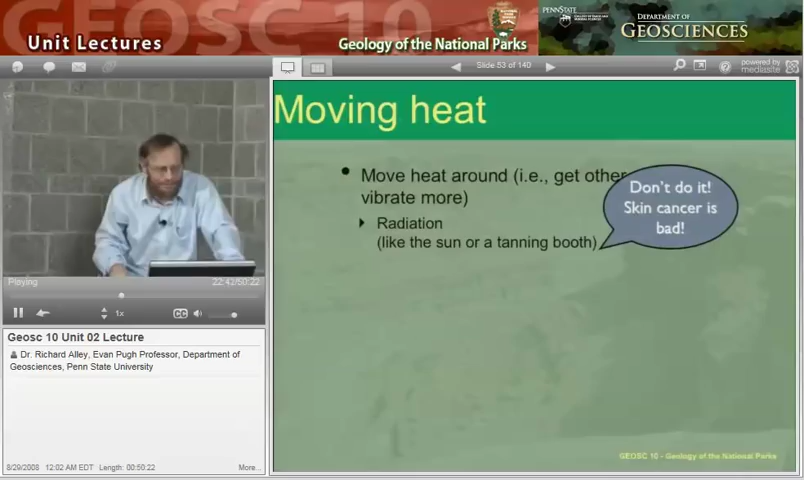 GEOSC 10
Unit Lectures
Geology of the National Parks
PENNSTATE
DEPARTMENT OF
GEOSCIENCES
Slide 53 of 140
powered by
mediasite
Moving heat
• Move heat around (i.e., get other
vibrate more)
Radiation
(like the sun or a tanning booth)
Don't do it!
Skin cancer is
bad!
GEOSC 10 - Geology of the National Parks
Playing
22:42/50:22
1x
CC
Geosc 10 Unit 02 Lecture
Dr. Richard Alley, Evan Pugh Professor, Department of
Geosciences, Penn State University
8/29/2008 12:02 AM EDT Length: 00:50:22
More...